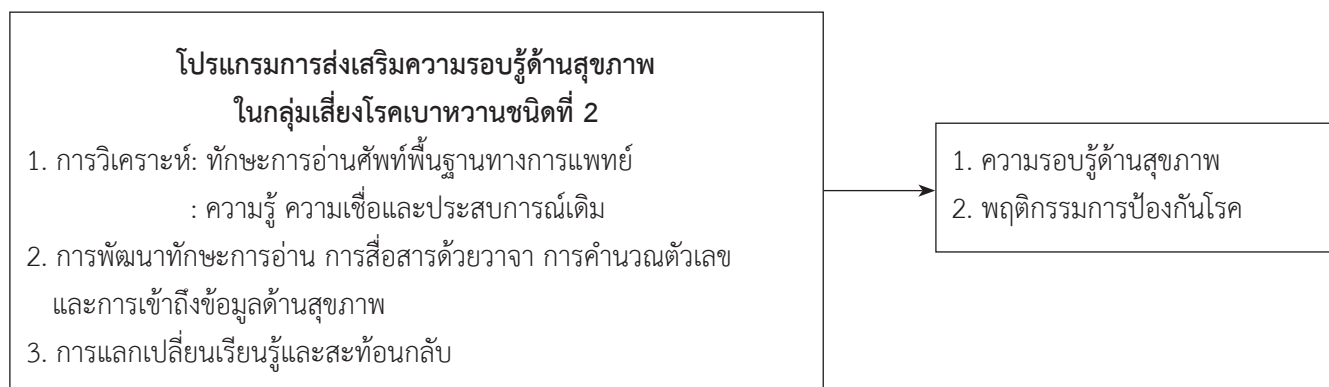 โปรแกรมการส่งเสริมความรอบรู้ด้านสุขภาพ
ในกลุ่มเสี่ยงโรคเบาหวานชนิดที่ 2
1. การวิเคราะห์: ทักษะการอ่านศัพท์พื้นฐานทางการแพทย์
: ความรู้ ความเชื่อและประสบการณ์เดิม
2. การพัฒนาทักษะการอ่าน การสื่อสารด้วยวาจา การคำนวณตัวเลข
และการเข้าถึงข้อมูลด้านสุขภาพ
3. การแลกเปลี่ยนเรียนรู้และสะท้อนกลับ
1. ความรอบรู้ด้านสุขภาพ
2. พฤติกรรมการป้องกันโรค